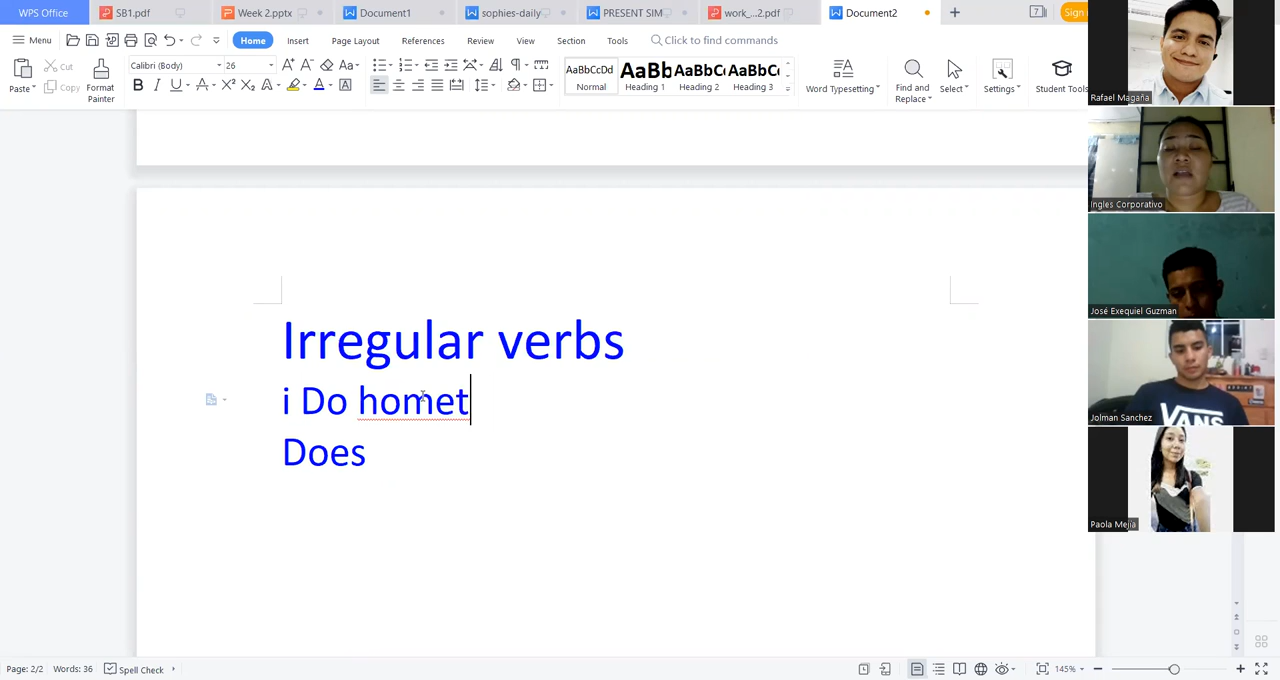 WPS Office SB1.pdf Week 2.pptx Document1 sophies-daily PRESENT SIM work_...2.pdf Document2 7 Sign
Menu Home Insert Page Layout References Review View Section Tools Click to find commands
Calibri (Body) 26
Paste Cut Copy Format Painter
AaBbCcDd Normal AaBb Heading 1 AaBbC Heading 2 AaBbC Heading 3
Word Typesetting Find and Replace Select Settings Student Tools
Rafael Magaña
Ingles Corporativo
José Exequiel Guzman
Jolman Sanchez
VANS
Paola Mejia
Irregular verbs
i Do homet
Does
Page: 2/2 Words: 36 Spell Check 145%